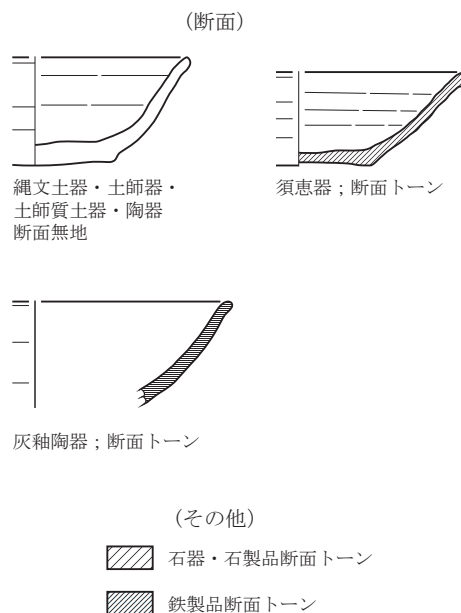 （断面）
縄文土器・土師器・
土師質土器・陶器
断面無地
須恵器；断面トーン
灰釉陶器；断面トーン
（その他）
石器・石製品断面トーン
鉄製品断面トーン